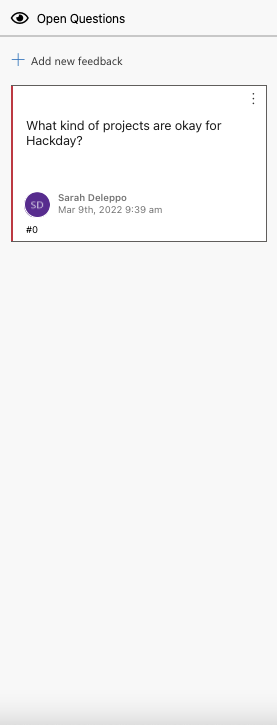 Open Questions
Add new feedback
What kind of projects are okay for
Hackday?
SD
Sarah Deleppo
Mar 9th, 2022 9:39 am
#0